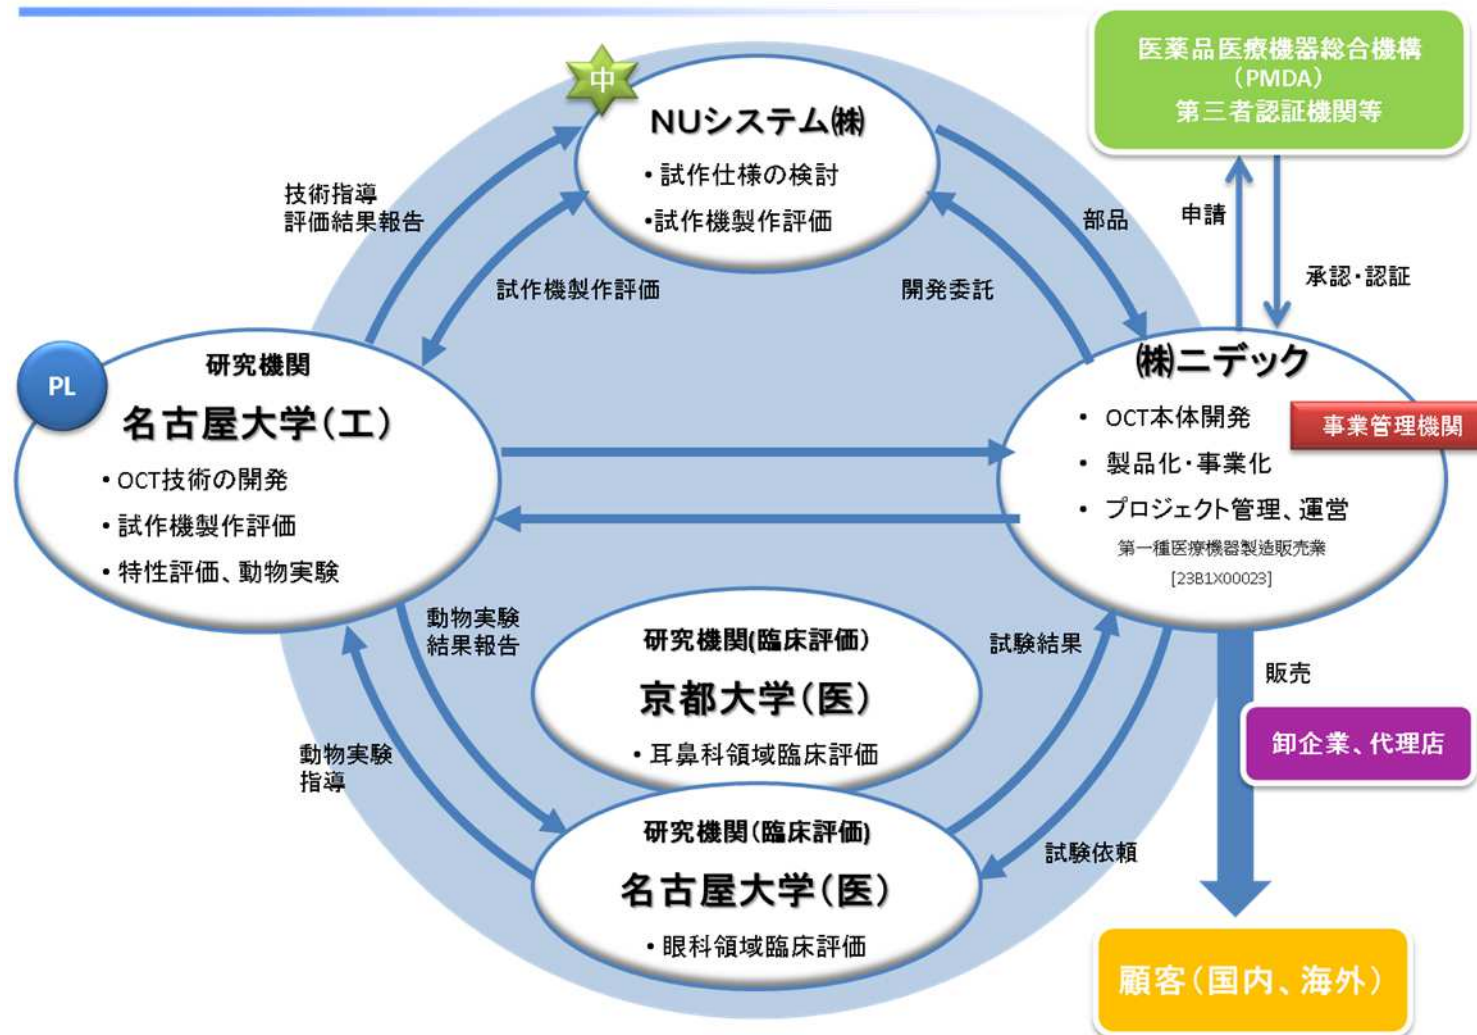 医薬品医療機器総合機構
（PMDA）
第三者認証機関等
中
NUシステム㈱
・試作仕様の検討
・試作機製作評価
技術指導
評価結果報告
試作機製作評価
部品
開発委託
申請
承認・認証
PL
研究機関
名古屋大学（工）
・OCT技術の開発
・試作機製作評価
・特性評価、動物実験
㈱ニデック
・OCT本体開発
・製品化・事業化
・プロジェクト管理、運営
第一種医療機器製造販売業
[23B1X00023]
事業管理機関
動物実験
結果報告
動物実験
指導
研究機関(臨床評価）
京都大学（医）
・耳鼻科領域臨床評価
研究機関（臨床評価)
名古屋大学（医）
・眼科領域臨床評価
試験結果
試験依頼
販売
卸企業、代理店
顧客（国内、海外）